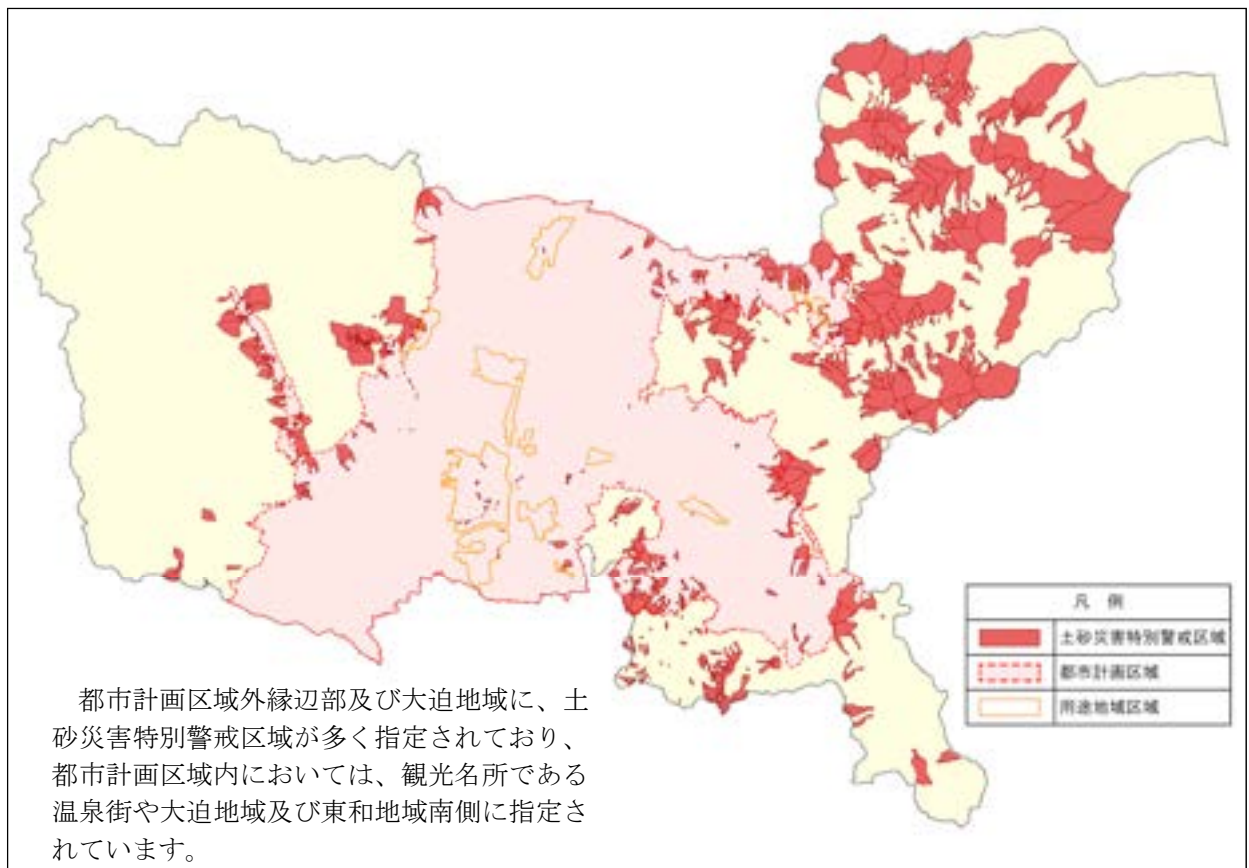 凡 例
土砂災害特別警戒区域
都市計画区域
用途地域区域
都市計画区域外縁辺部及び大迫地域に、土
砂災害特別警戒区域が多く指定されており、
都市計画区域内においては、観光名所である
温泉街や大迫地域及び東和地域南側に指定さ
れています。